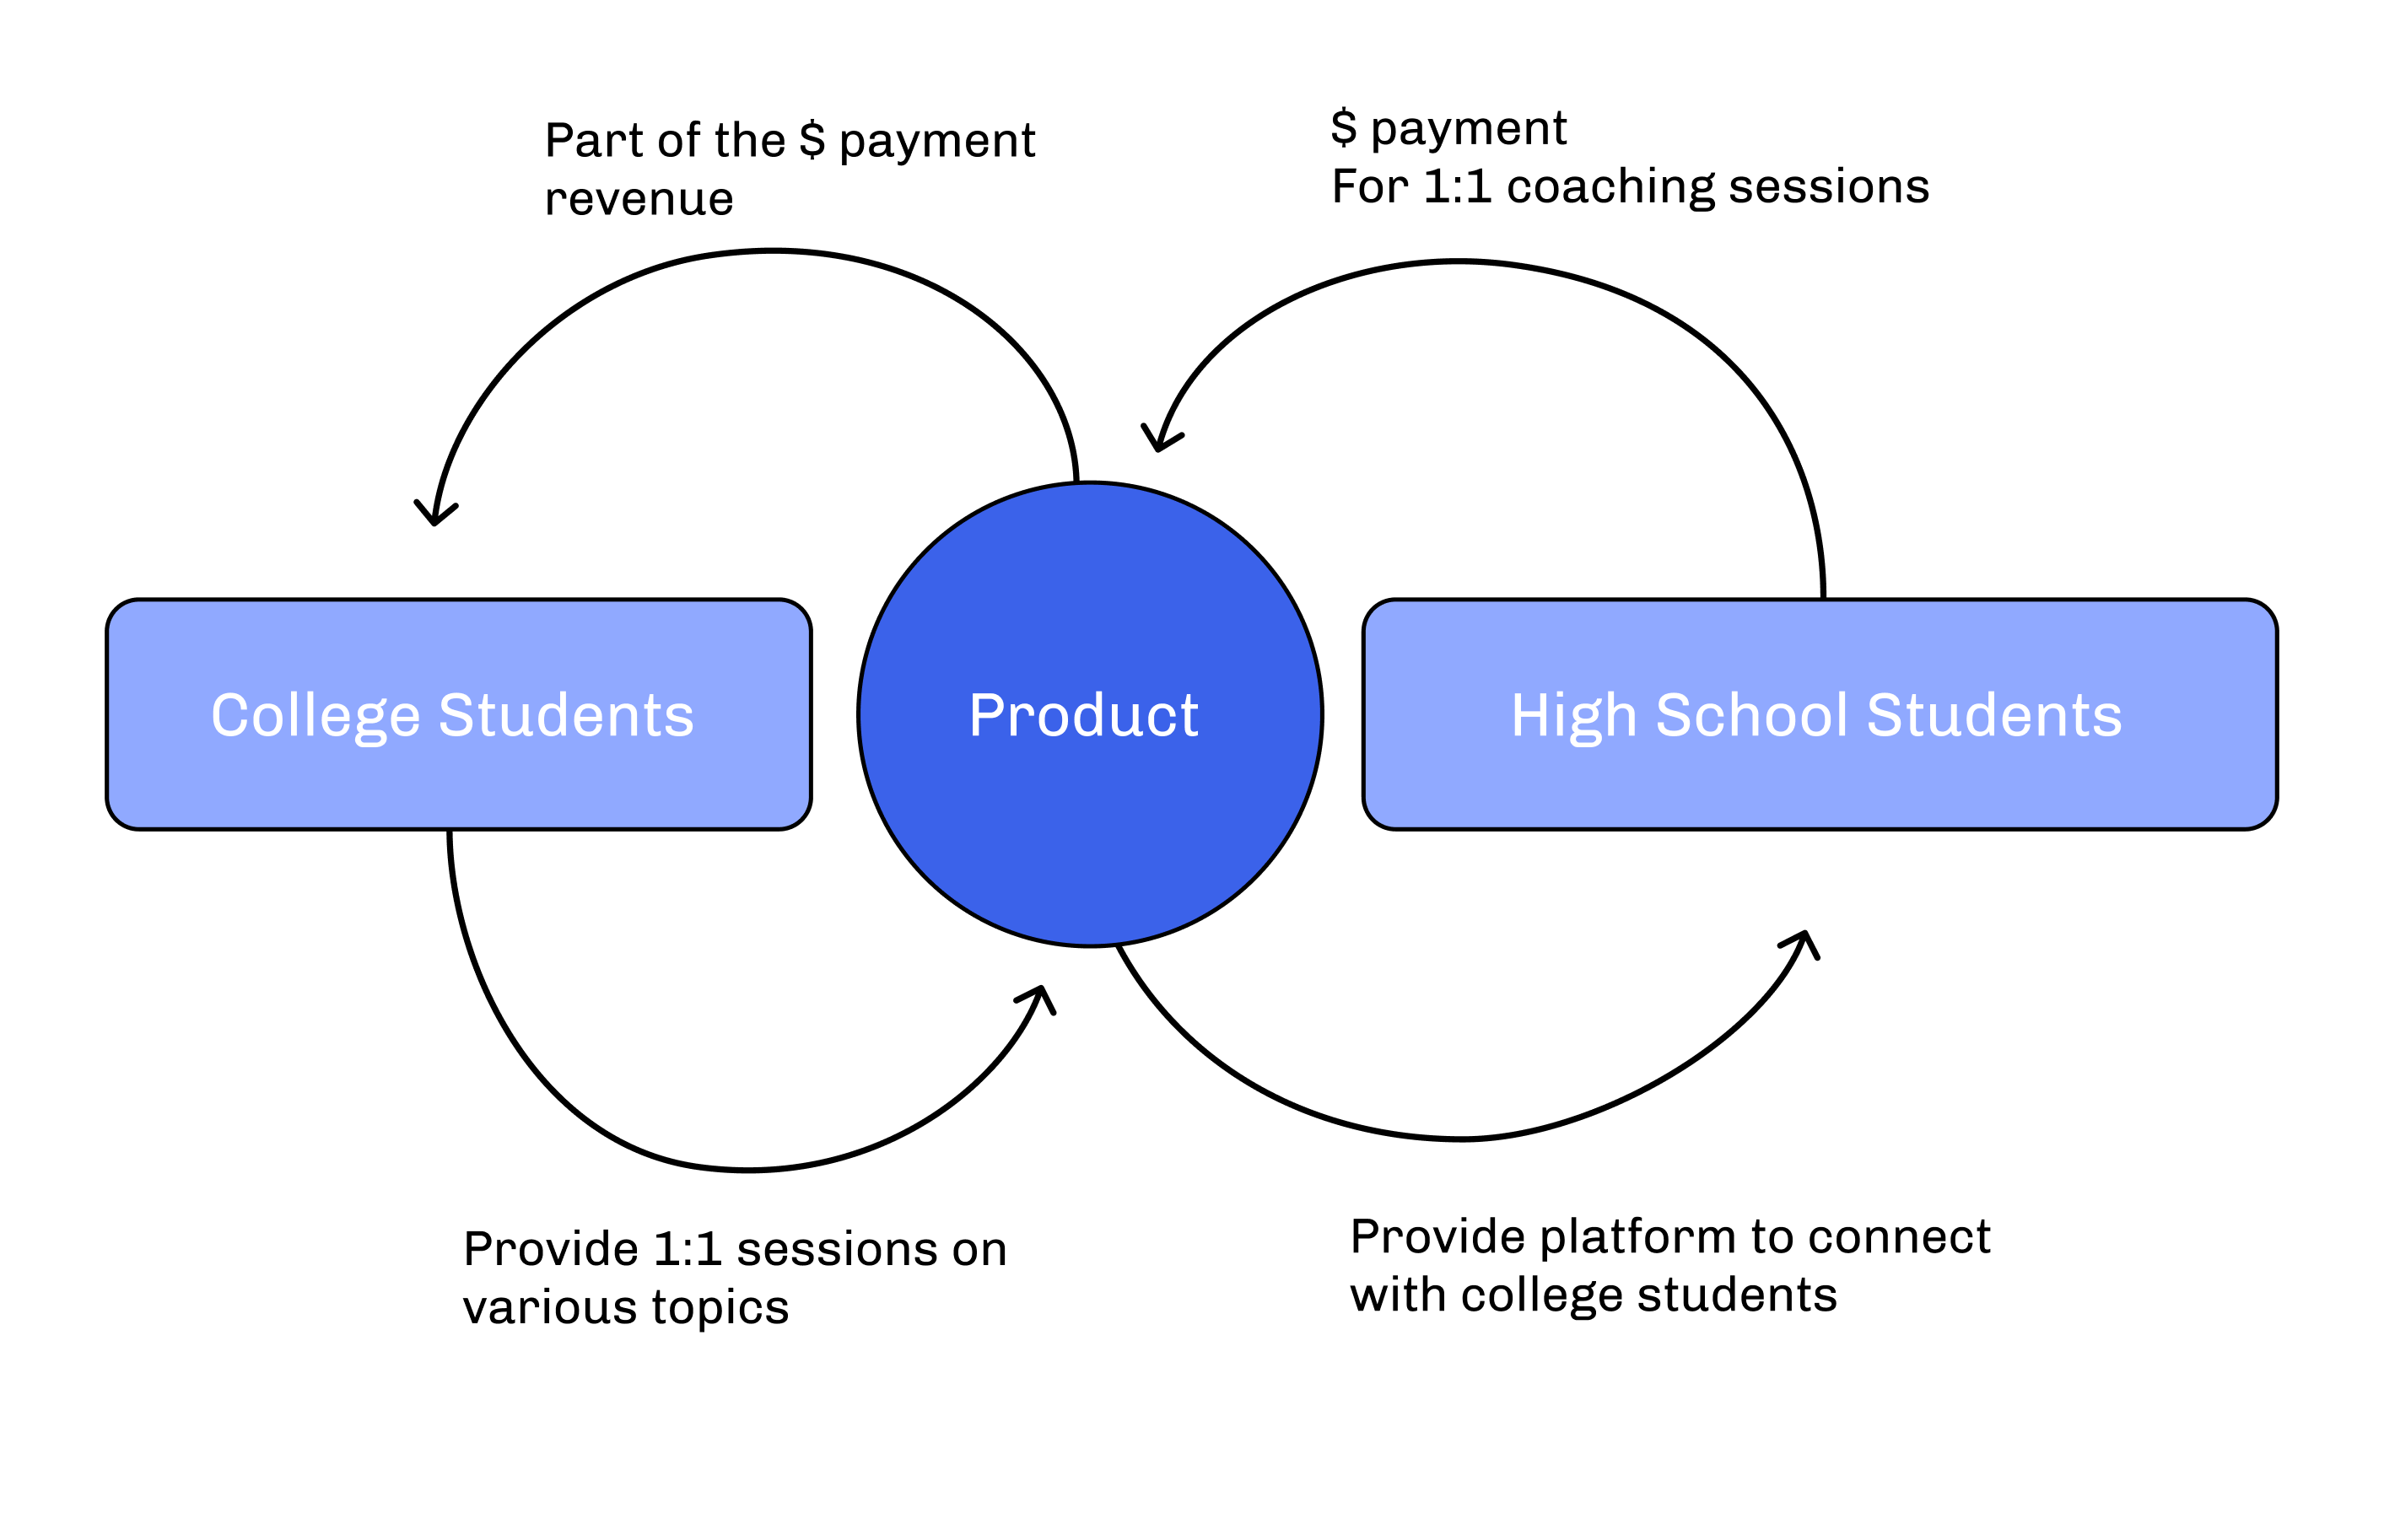 Part of the $ payment
revenue
$ payment
For 1:1 coaching sessions
College Students
Product
High School Students
Provide 1:1 sessions on
various topics
Provide platform to connect
with college students